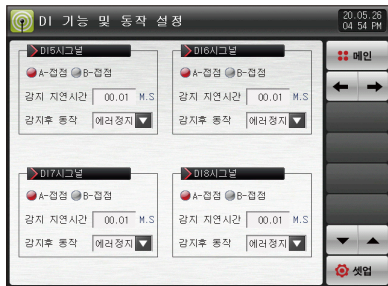 DI 기능 및 동작 설정
20.05.26
04 54 PM
DI5시그널
A-접점 B-접점
감지 지연시간 00.01 M.S
감지후 동작 에러정지
DI6시그널
A-접점 B-접점
감지 지연시간 00.01 M.S
감지후 동작 에러정지
DI7시그널
A-접점 B-접점
감지 지연시간 00.01 M.S
감지후 동작 에러정지
DI8시그널
A-접점 B-접점
감지 지연시간 00.01 M.S
감지후 동작 에러정지
메인
셋업